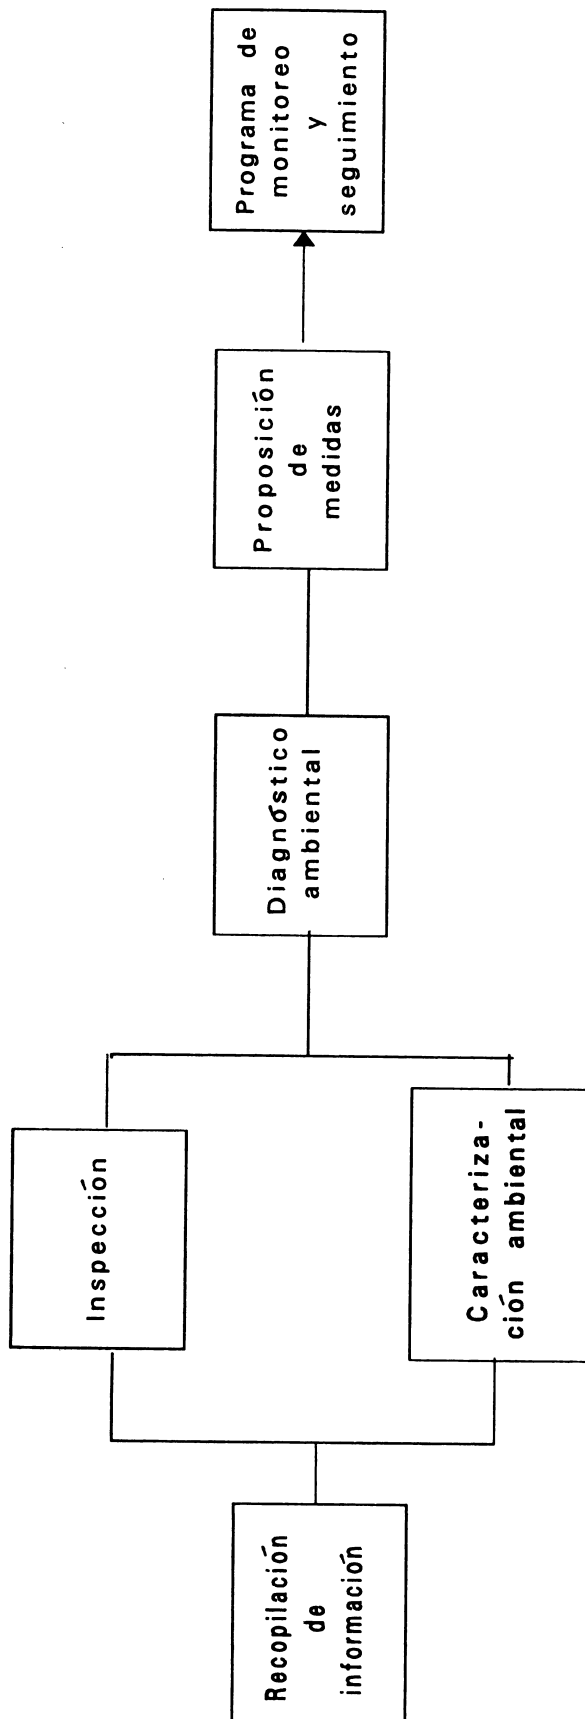 Recopilación
de
información
Inspección
Caracteriza-
ción ambiental
Diagnóstico
ambiental
Proposición
de
medidas
Programa de
monitoreo
y
seguimiento